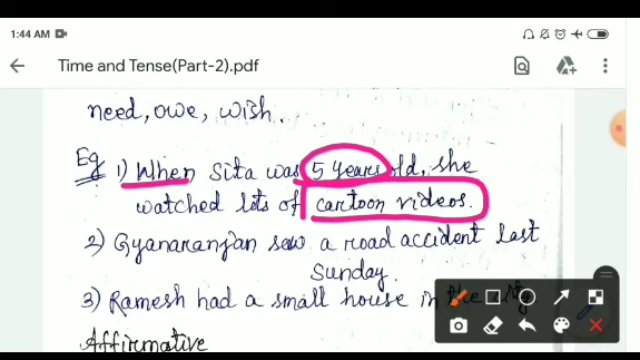 1:44 AM
Time and Tense(Part-2).pdf
need, owe, wish.
Eg 1) When Sita was 5 years old, she
watched lots of cartoon videos.
2) Gyanaranjan saw a road accident last
Sunday.
3) Ramesh had a small house in the city
Affirmative